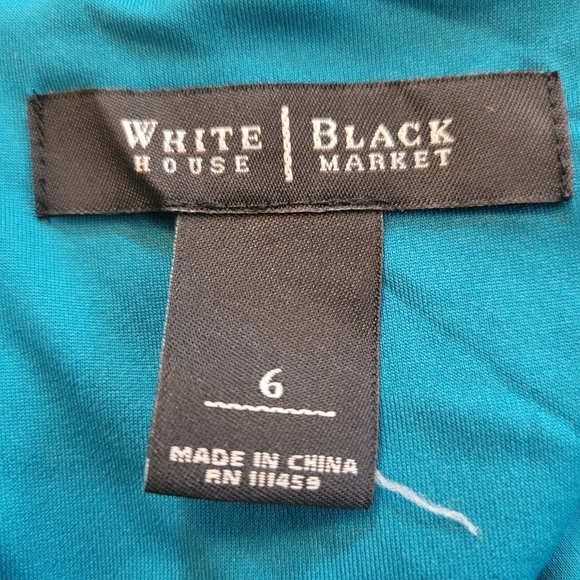 WHITE | BLACK
HOUSE | MARKET
6
MADE IN CHINA
RN 111459